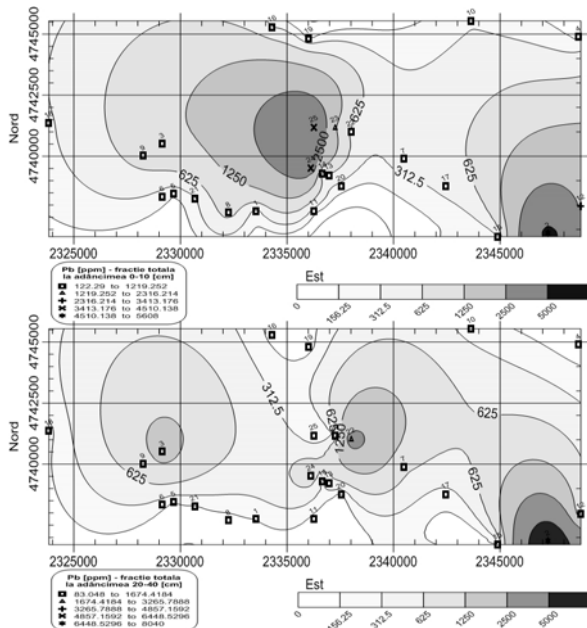 4745000
4742500
4740000
Nord
625
625
1250
2500
312.5
625
2325000 2330000 2335000 2340000 2345000
Est
Pb [ppm] - fractie totala
la adâncimea 0-10 [cm]
122.29 to 1219.252
1219.252 to 2316.214
2316.214 to 3413.176
3413.176 to 4510.138
4510.138 to 5608
0 156.25 312.5 625 1250 2500 5000
4745000
4742500
4740000
Nord
312.5
625
1250
625
625
625
2325000 2330000 2335000 2340000 2345000
Est
Pb [ppm] - fractie totala
la adâncimea 20-40 [cm]
83.048 to 1674.4184
1674.4184 to 3265.7888
3265.7888 to 4857.1592
4857.1592 to 6448.5296
6448.5296 to 8040
0 156.25 312.5 625 1250 2500 5000